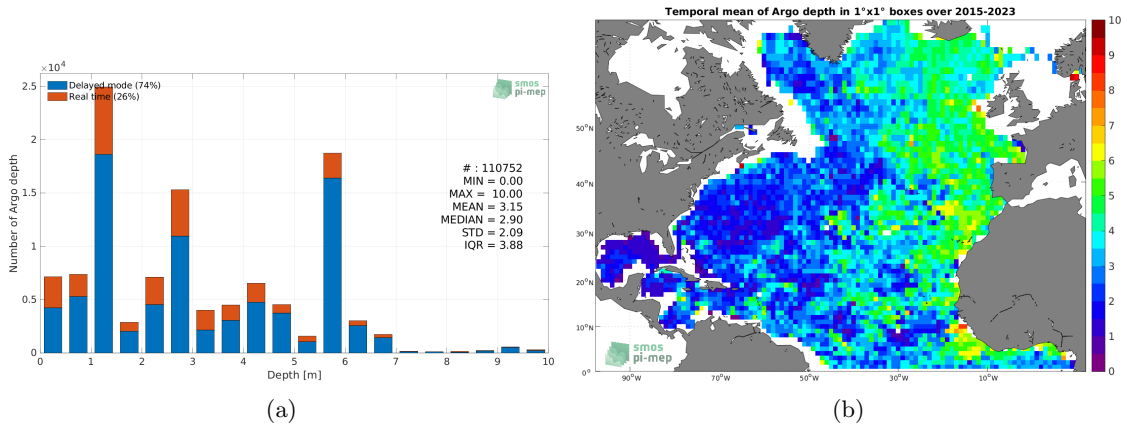 ×10⁴
Delayed mode (74%)
Real time (26%)
smos
pi-mep
# : 110752
MIN = 0.00
MAX = 10.00
MEAN = 3.15
MEDIAN = 2.90
STD = 2.09
IQR = 3.88
Number of Argo depth
2.5
2
1.5
1
0.5
0
0 1 2 3 4 5 6 7 8 9 10
Depth [m]
(a)
Temporal mean of Argo depth in 1°x1° boxes over 2015-2023
50°N
40°N
30°N
20°N
10°N
0°
90°W 70°W 50°W 30°W 10°W
10
9
8
7
6
5
4
3
2
1
0
smos
pi-mep
(b)